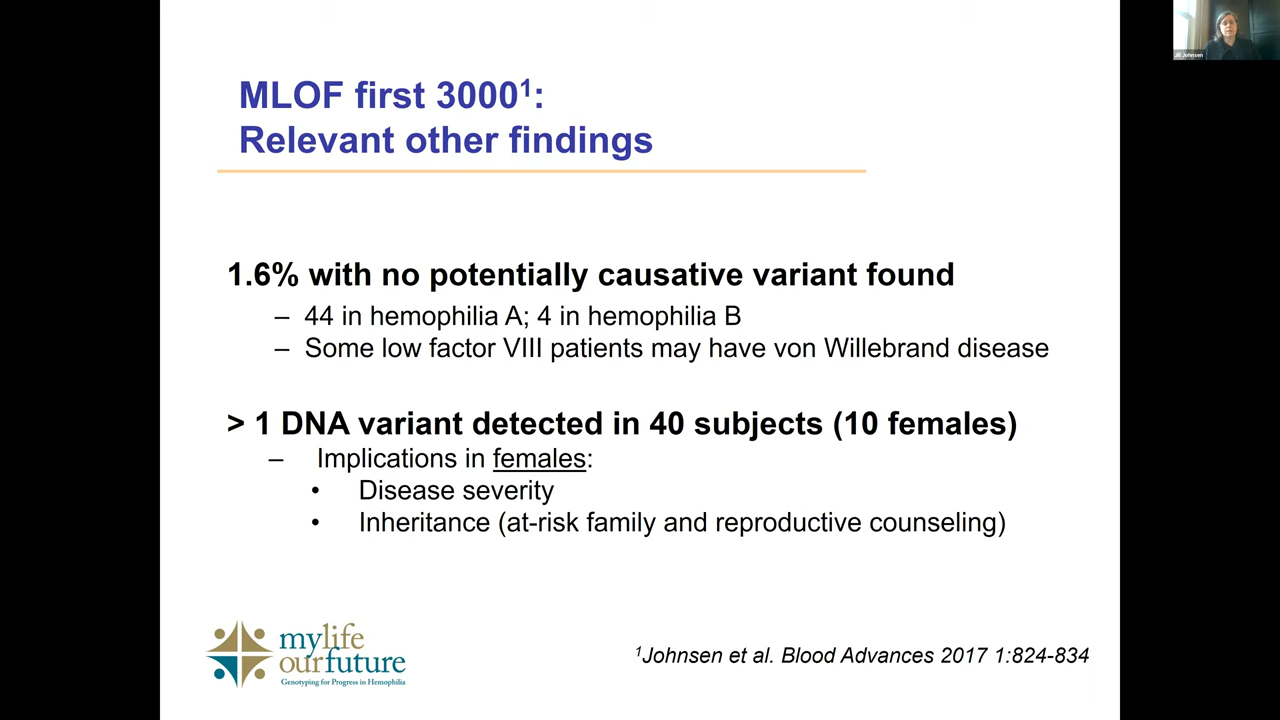 Jill Johnsen
MLOF first 3000¹:
Relevant other findings
1.6% with no potentially causative variant found
– 44 in hemophilia A; 4 in hemophilia B
– Some low factor VIII patients may have von Willebrand disease
> 1 DNA variant detected in 40 subjects (10 females)
– Implications in females:
• Disease severity
• Inheritance (at-risk family and reproductive counseling)
mylife
ourfuture
Genotyping for Progress in Hemophilia
¹Johnsen et al. Blood Advances 2017 1:824-834